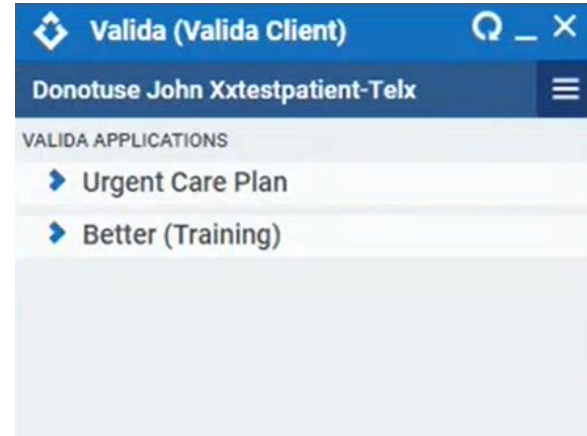 Valida (Valida Client)
Donotuse John Xxtestpatient-Telx
VALIDA APPLICATIONS
Urgent Care Plan
Better (Training)